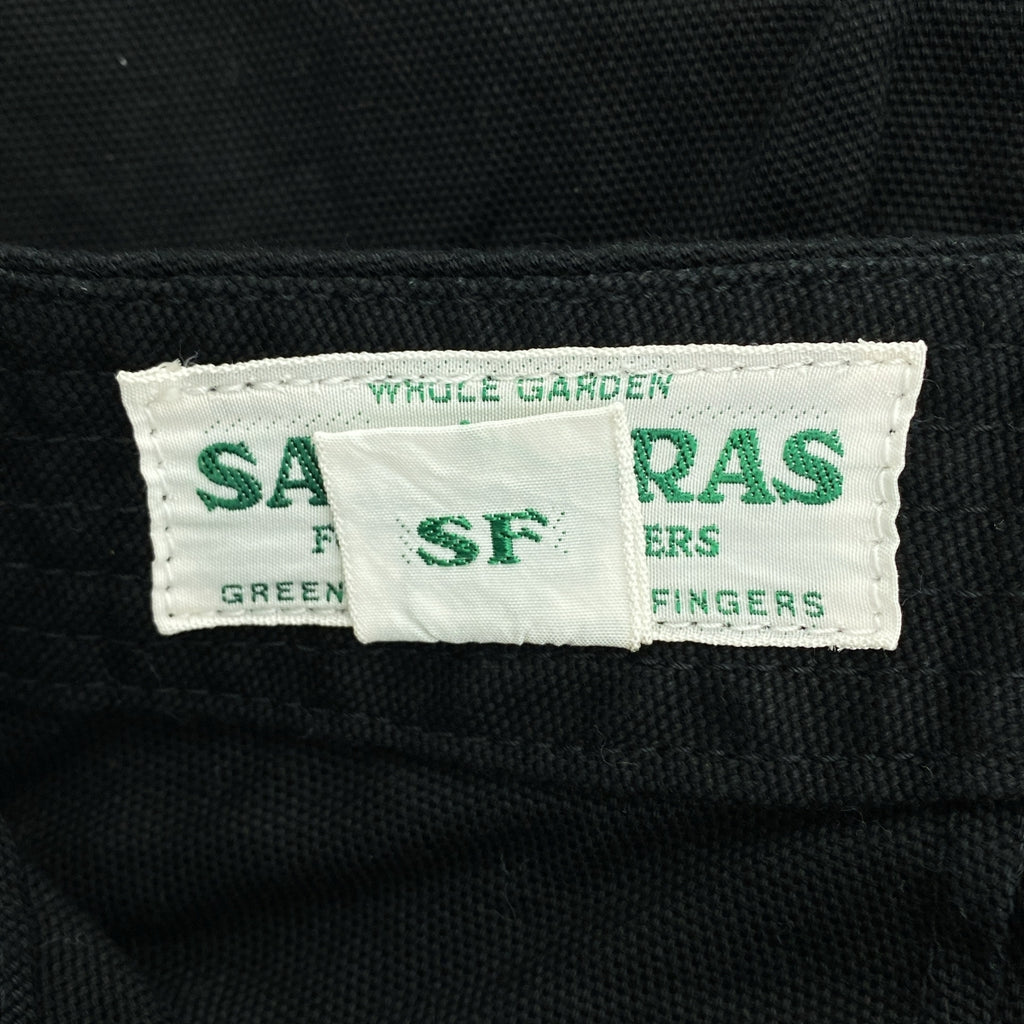 WHOLE GARDEN
SA RAS
F ERS
SF
GREEN FINGERS